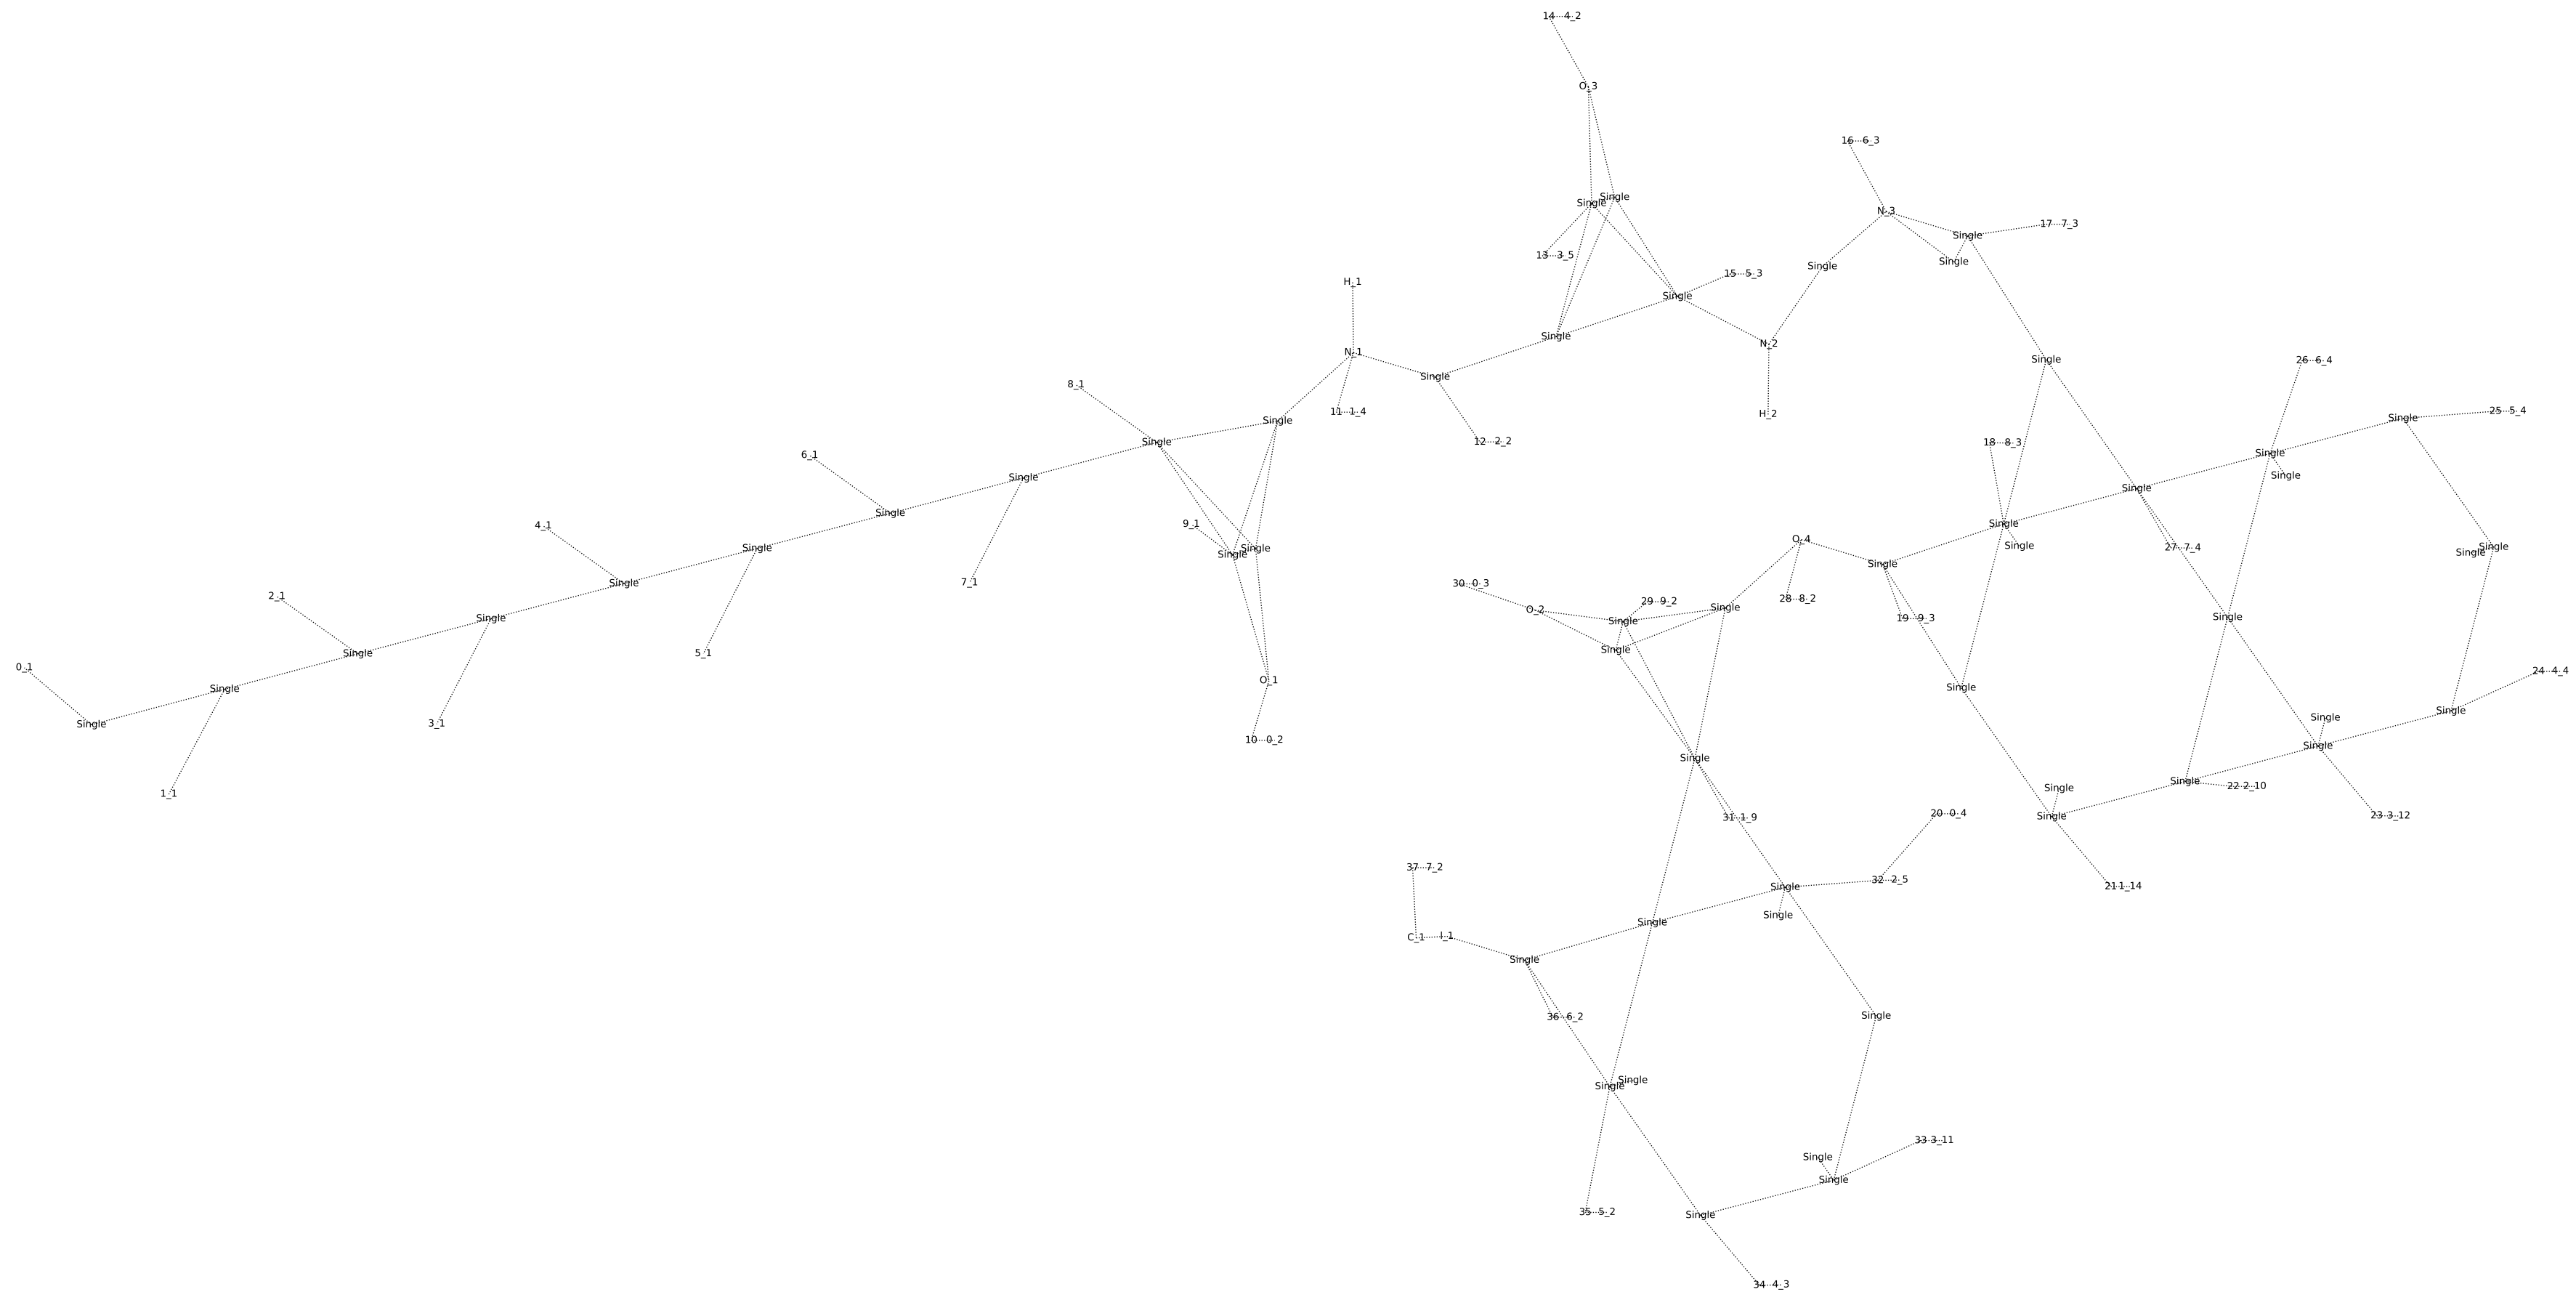 14 4_2
O_3
16 6_3
Single
Single
N_3
17 7_3
Single
13 3_5
Single
Single
15 5_3
H_1
Single
Single
N_1
N_2
Single
26 6_4
Single
8_1
11 1_4
H_2
25 5_4
Single
Single
Single
12 2_2
18 8_3
6_1
Single
Single
Single
Single
9_1
Single
4_1
Single
O_4
Single
Single
Single
Single
27 7_4
Single
Single
Single
Single
30 0_3
2_1
29 9_2
28 8_2
Single
O_2
Single
19 9_3
Single
Single
Single
5_1
Single
0_1
24 4_4
O_1
Single
Single
Single
Single
Single
3_1
10 0_2
Single
Single
Single
22 2_10
Single
1_1
20 0_4
23 3_12
Single
31 1_9
37 7_2
32 2_5
Single
21 1_14
Single
Single
I_1
C_1
Single
Single
36 6_2
Single
Single
33 3_11
Single
Single
35 5_2
Single
34 4_3